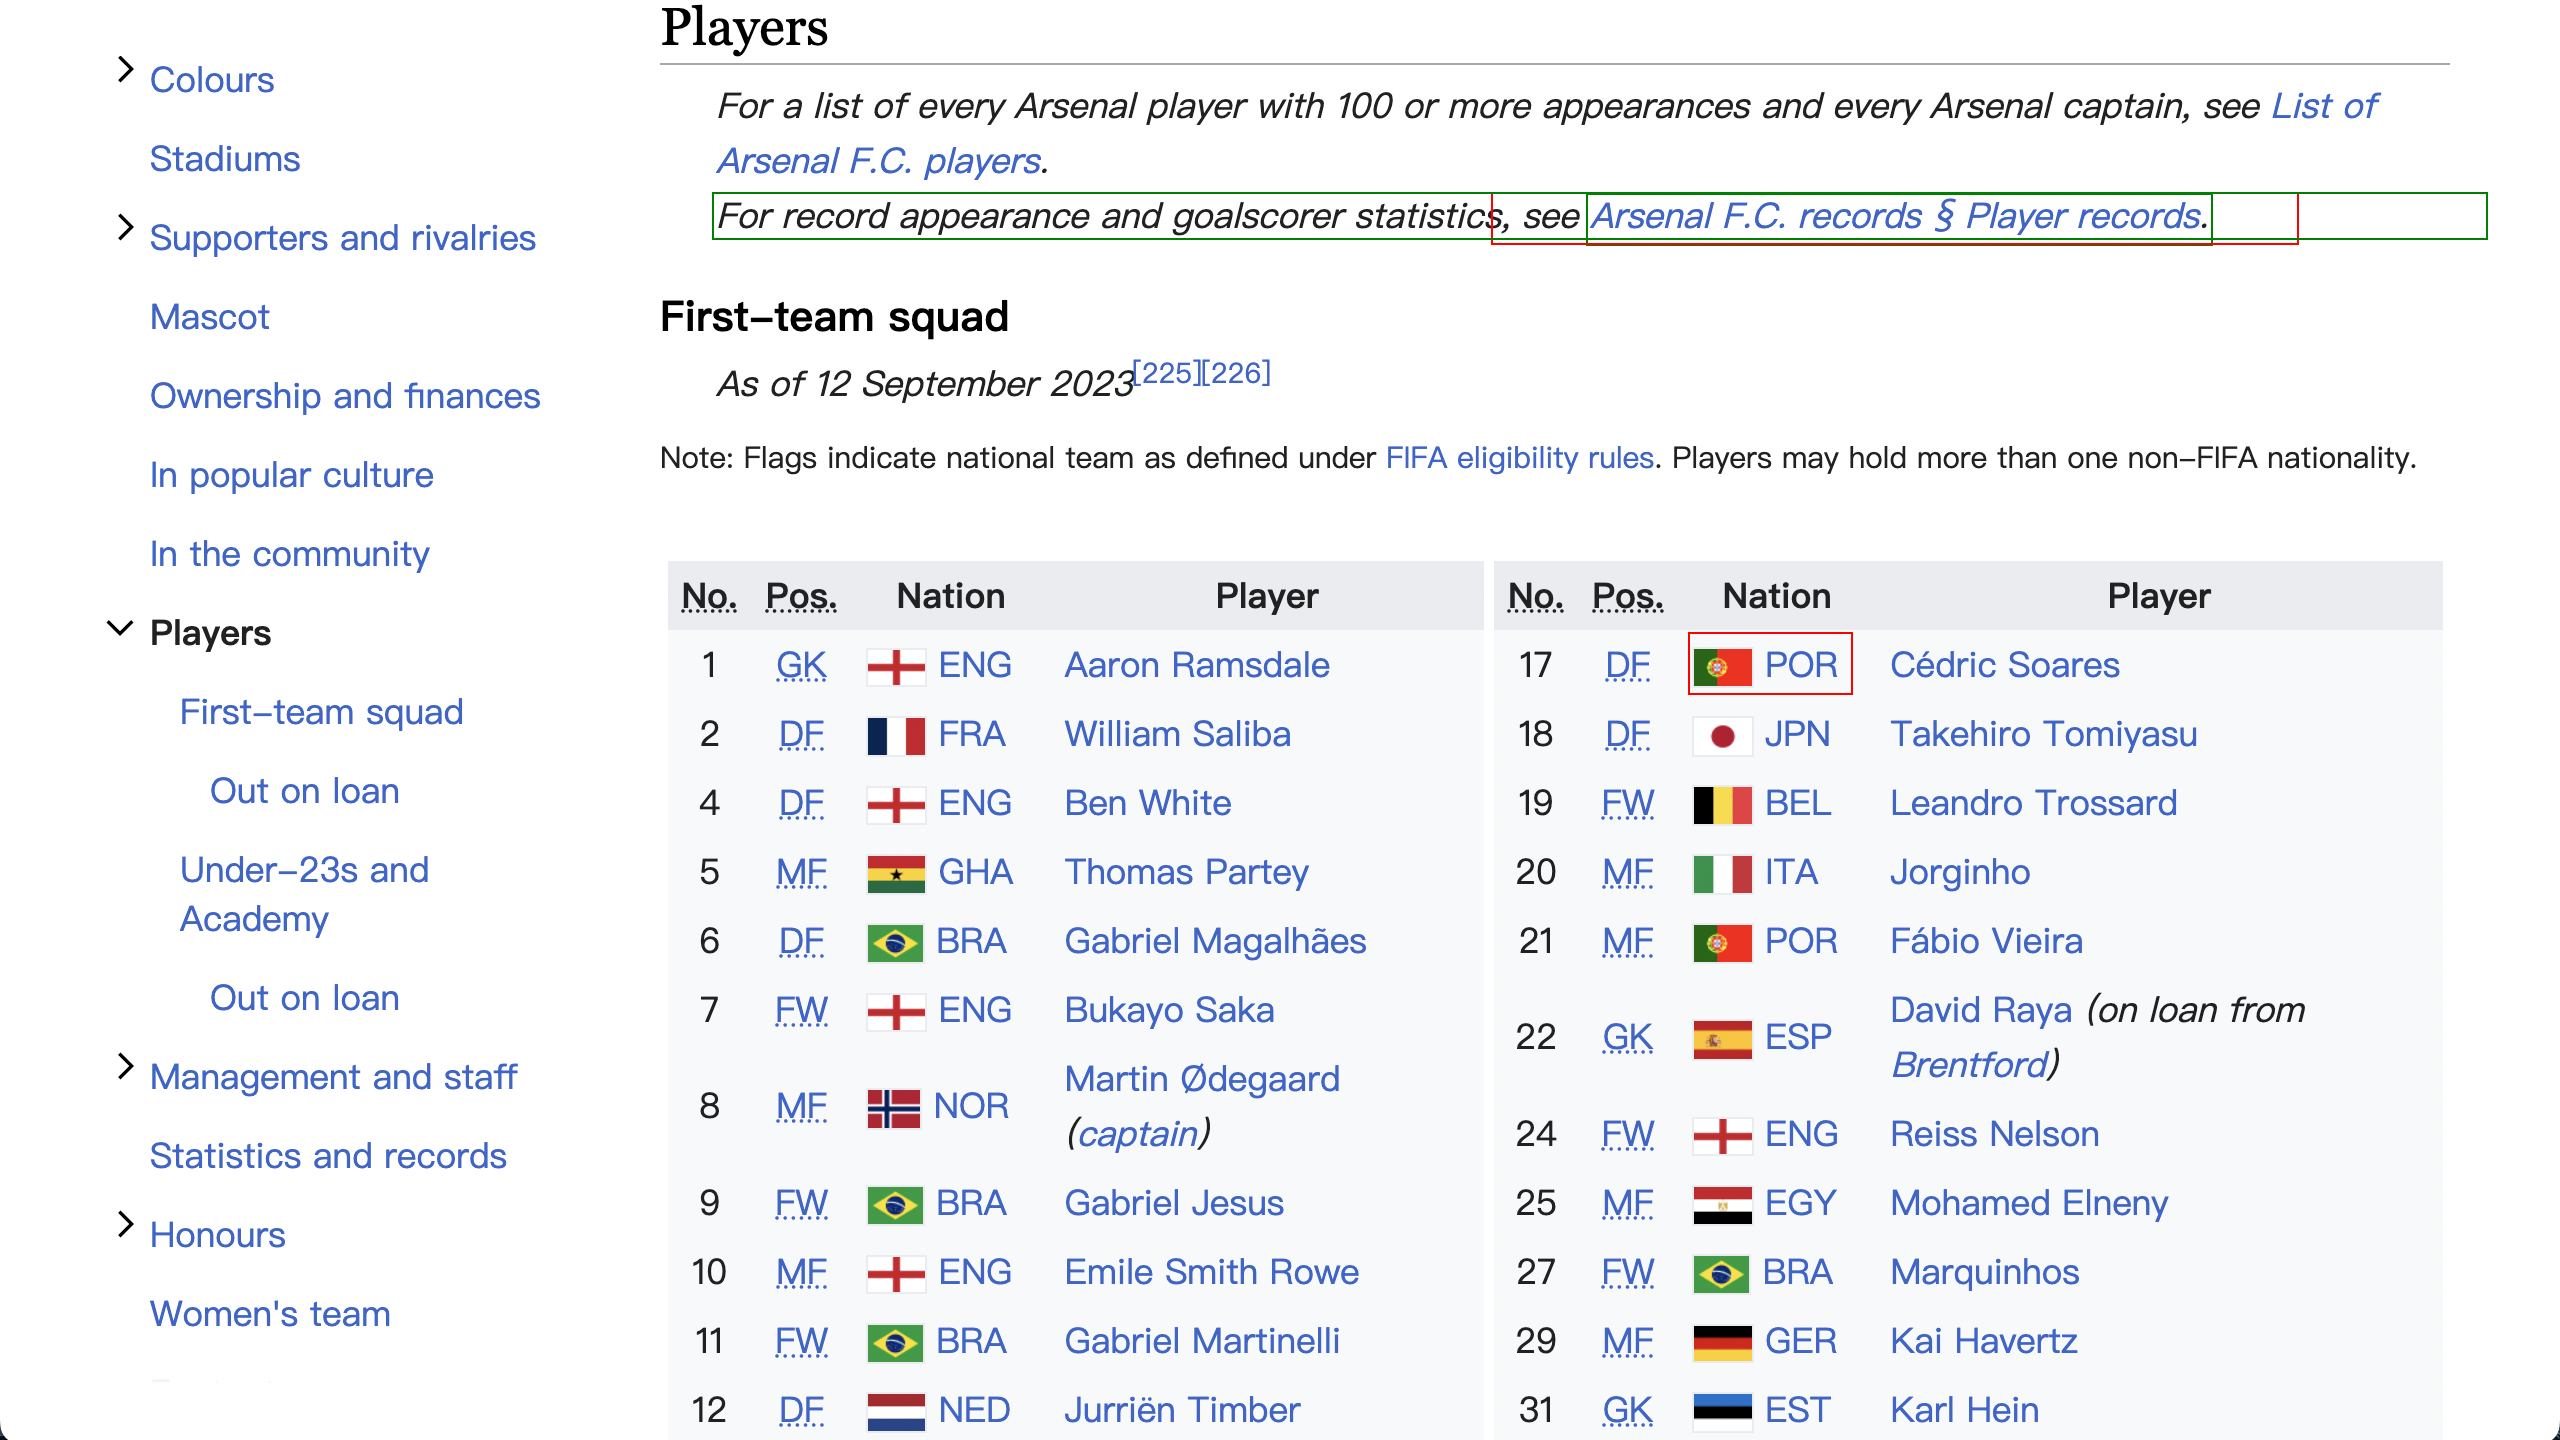 Colours
Stadiums
Supporters and rivalries
Mascot
Ownership and finances
In popular culture
In the community
Players
First-team squad
Out on loan
Under-23s and
Academy
Out on loan
Management and staff
Statistics and records
Honours
Women's team
Players
For a list of every Arsenal player with 100 or more appearances and every Arsenal captain, see List of
Arsenal F.C. players.
For record appearance and goalscorer statistics, see Arsenal F.C. records § Player records.
First-team squad
As of 12 September 2023[225][226]
Note: Flags indicate national team as defined under FIFA eligibility rules. Players may hold more than one non-FIFA nationality.
No. Pos. Nation Player
1 GK ENG Aaron Ramsdale
2 DF FRA William Saliba
4 DF ENG Ben White
5 MF GHA Thomas Partey
6 DF BRA Gabriel Magalhães
7 FW ENG Bukayo Saka
8 MF NOR Martin Ødegaard
(captain)
9 FW BRA Gabriel Jesus
10 MF ENG Emile Smith Rowe
11 FW BRA Gabriel Martinelli
12 DF NED Jurriën Timber
No. Pos. Nation Player
17 DF POR Cédric Soares
18 DF JPN Takehiro Tomiyasu
19 FW BEL Leandro Trossard
20 MF ITA Jorginho
21 MF POR Fábio Vieira
22 GK ESP David Raya (on loan from
Brentford)
24 FW ENG Reiss Nelson
25 MF EGY Mohamed Elneny
27 FW BRA Marquinhos
29 MF GER Kai Havertz
31 GK EST Karl Hein